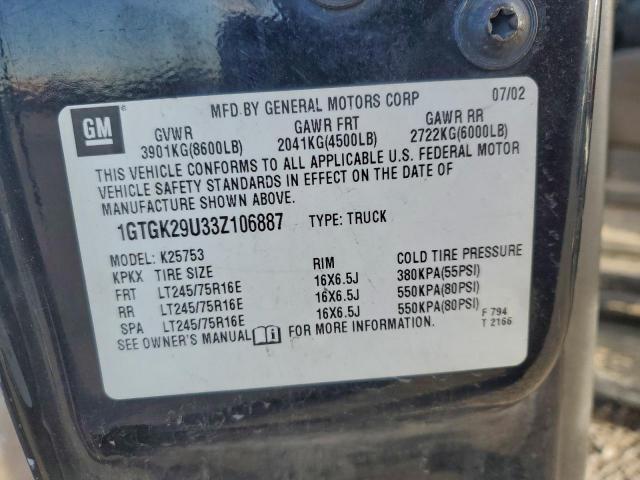 GM
MFD.BY GENERAL MOTORS CORP 07/02
GVWR GAWR FRT GAWR RR
3901KG(8600LB) 2041KG(4500LB) 2722KG(6000LB)
THIS VEHICLE CONFORMS TO ALL APPLICABLE U.S. FEDERAL MOTOR
VEHICLE SAFETY STANDARDS IN EFFECT ON THE DATE OF
MANUFACTURE SHOWN ABOVE.
1GTGK29U33Z106887 TYPE: TRUCK
MODEL: K25753
KPKX TIRE SIZE RIM COLD TIRE PRESSURE
FRT LT245/75R16E 16X6.5J 380KPA(55PSI)
RR LT245/75R16E 16X6.5J 550KPA(80PSI)
SPA LT245/75R16E 16X6.5J 550KPA(80PSI)
SEE OWNER'S MANUAL FOR MORE INFORMATION.
F 794
T 2166